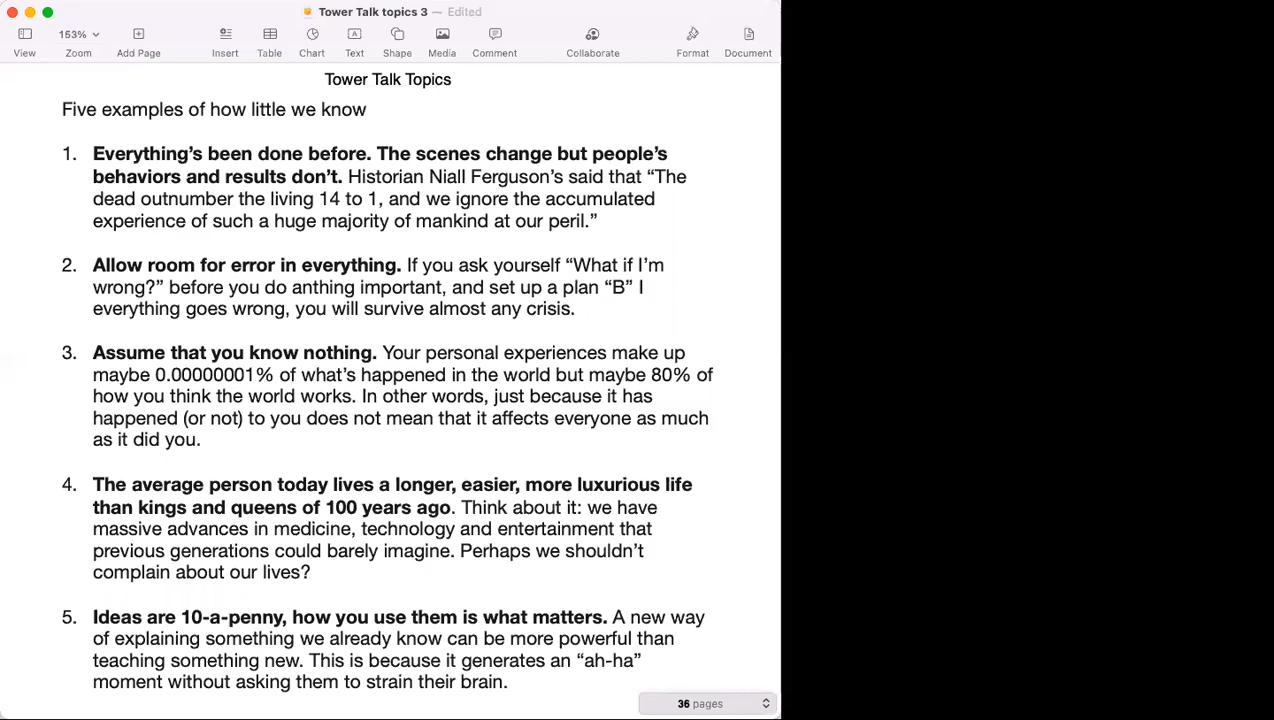 Tower Talk topics 3 — Edited
153%
View Zoom Add Page Insert Table Chart Text Shape Media Comment Collaborate Format Document
Tower Talk Topics
Five examples of how little we know
1. Everything’s been done before. The scenes change but people’s
behaviors and results don’t. Historian Niall Ferguson’s said that “The
dead outnumber the living 14 to 1, and we ignore the accumulated
experience of such a huge majority of mankind at our peril.”
2. Allow room for error in everything. If you ask yourself “What if I’m
wrong?” before you do anthing important, and set up a plan “B” I
everything goes wrong, you will survive almost any crisis.
3. Assume that you know nothing. Your personal experiences make up
maybe 0.00000001% of what’s happened in the world but maybe 80% of
how you think the world works. In other words, just because it has
happened (or not) to you does not mean that it affects everyone as much
as it did you.
4. The average person today lives a longer, easier, more luxurious life
than kings and queens of 100 years ago. Think about it: we have
massive advances in medicine, technology and entertainment that
previous generations could barely imagine. Perhaps we shouldn’t
complain about our lives?
5. Ideas are 10-a-penny, how you use them is what matters. A new way
of explaining something we already know can be more powerful than
teaching something new. This is because it generates an “ah-ha”
moment without asking them to strain their brain.
36 pages